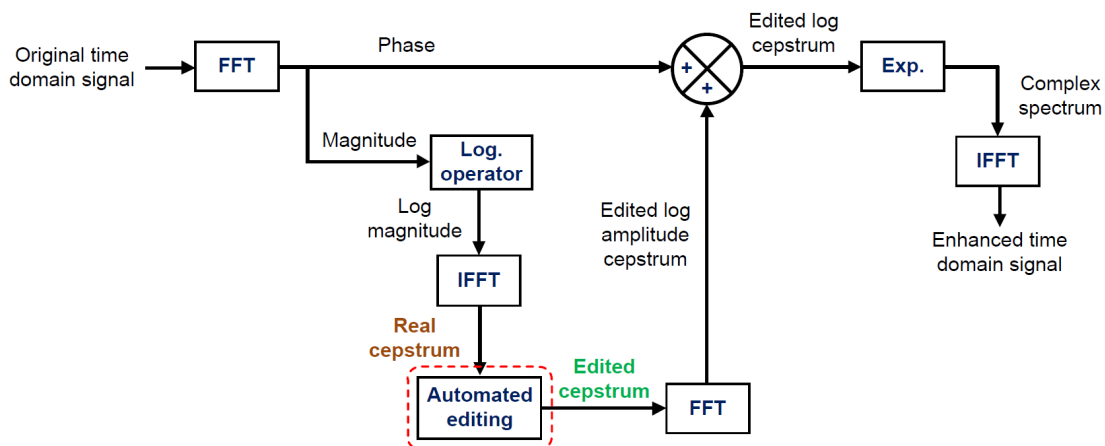 Original time
domain signal
FFT
Phase
+
+
Edited log
cepstrum
Exp.
Complex
spectrum
IFFT
Enhanced time
domain signal
Magnitude
Log.
operator
Log
magnitude
IFFT
Real
cepstrum
Automated
editing
Edited
cepstrum
FFT
Edited log
amplitude
cepstrum